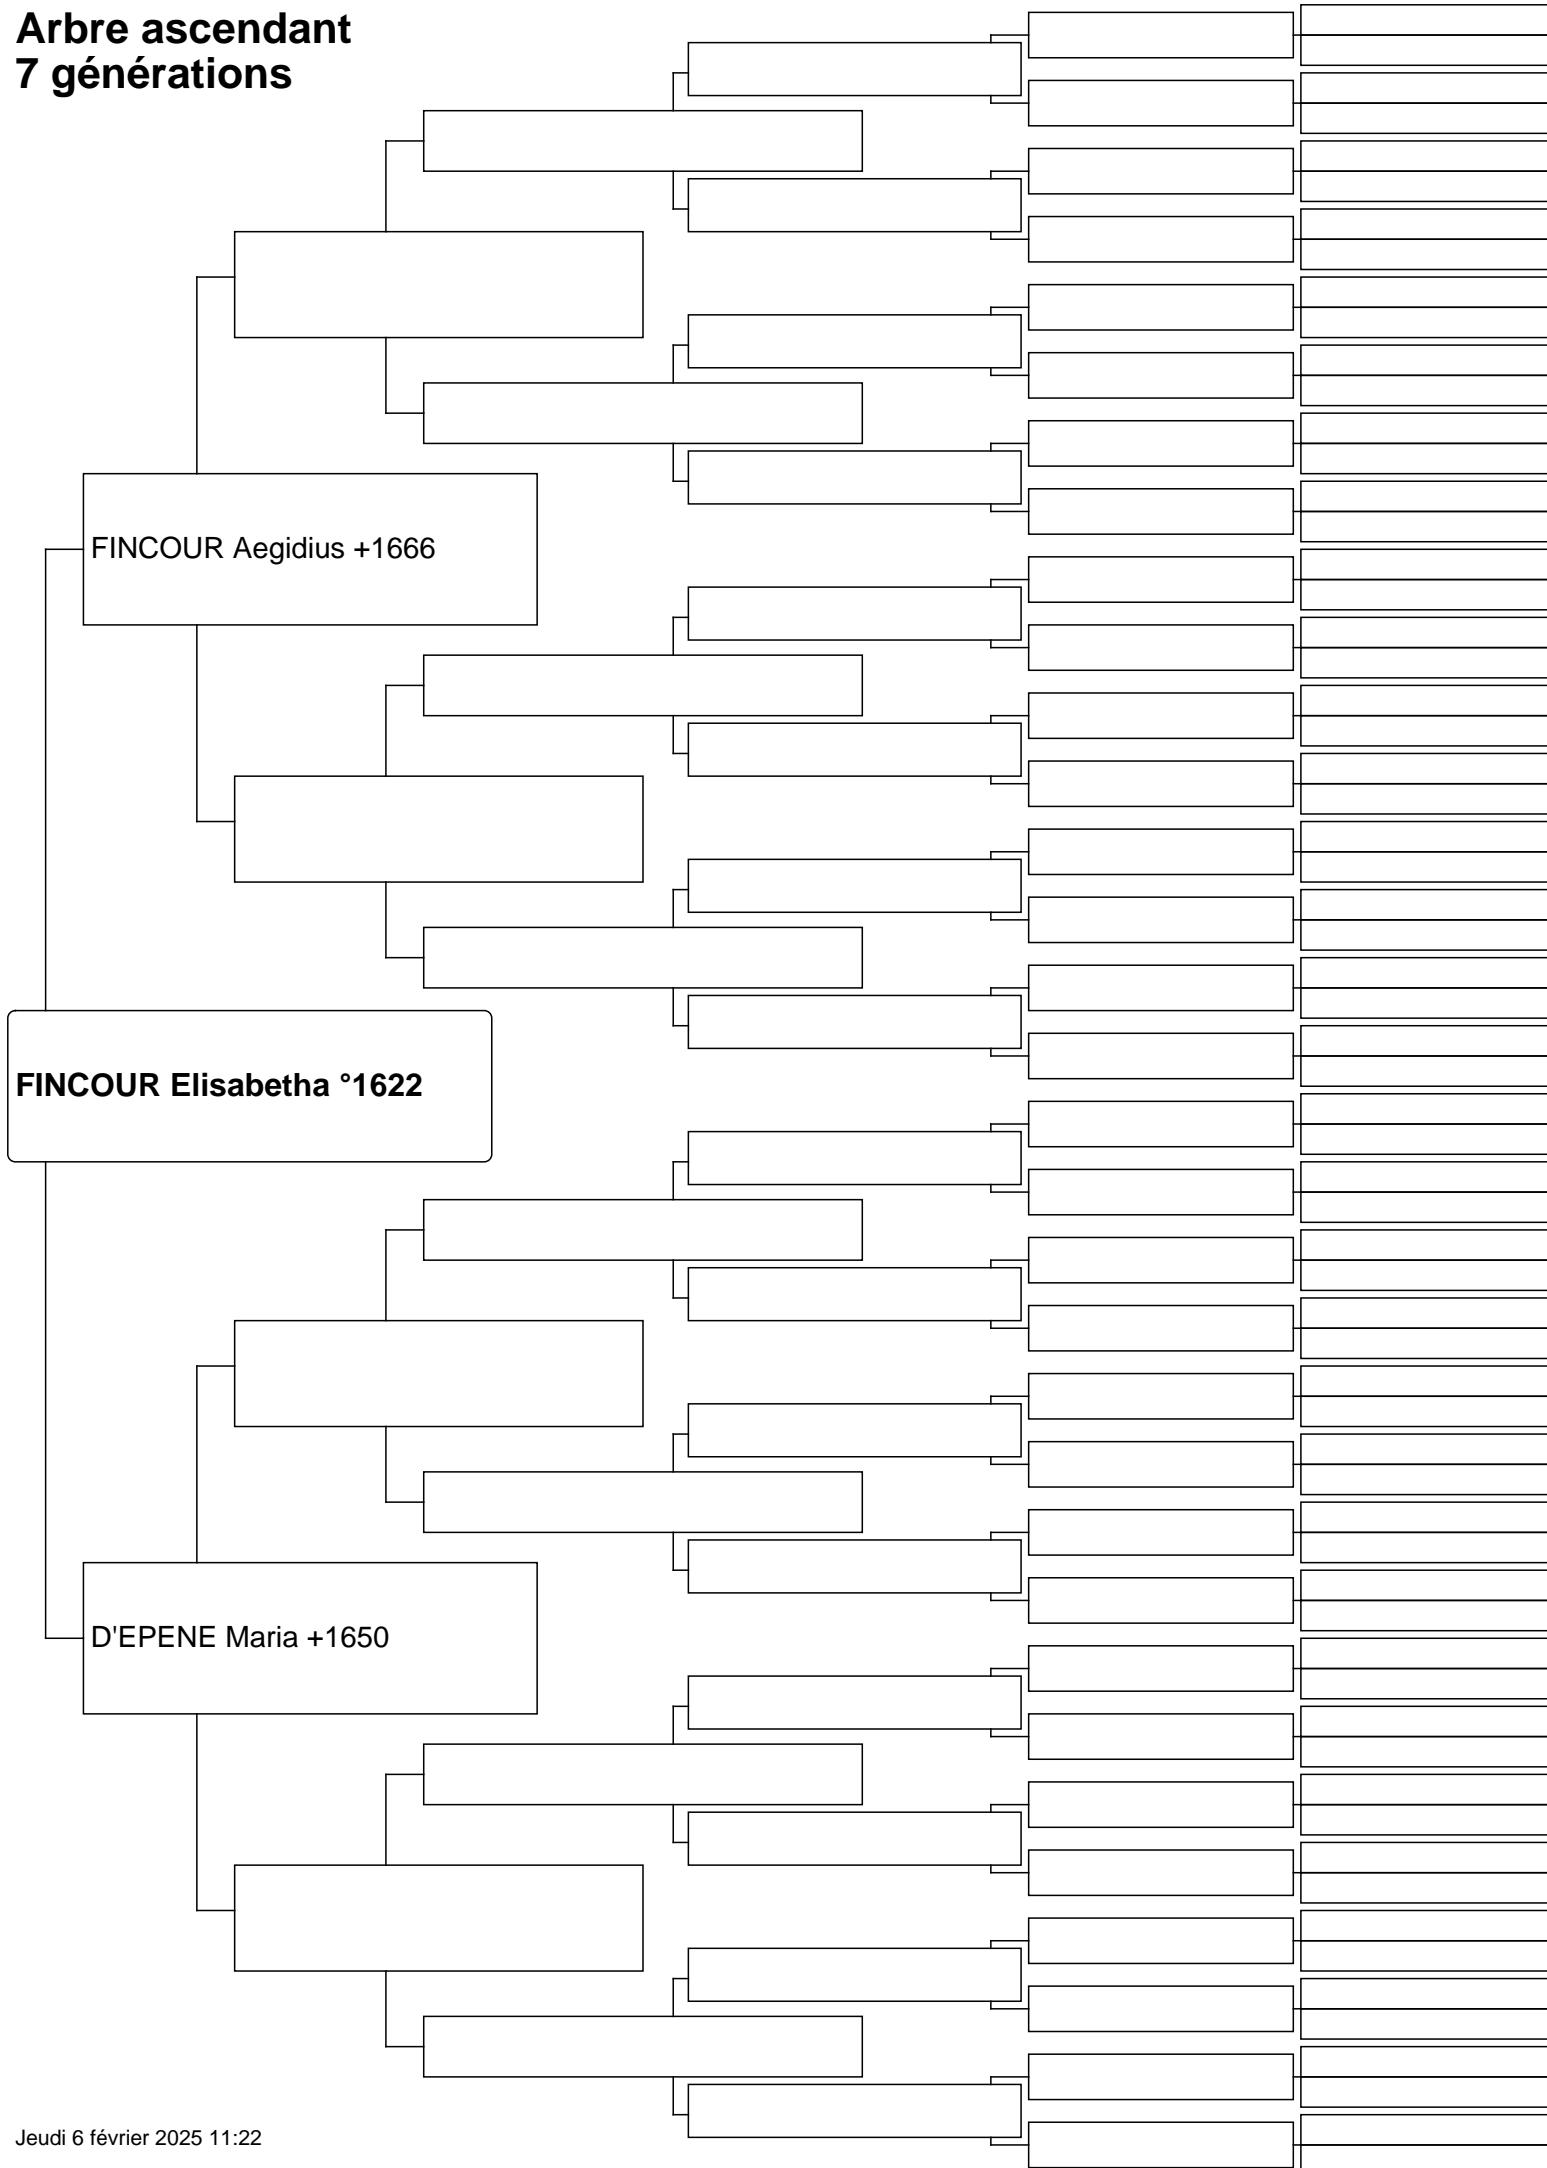 Arbre ascendant
7 générations
FINCOUR Aegidius +1666
FINCOUR Elisabetha °1622
D'EPENE Maria +1650
Jeudi 6 février 2025 11:22